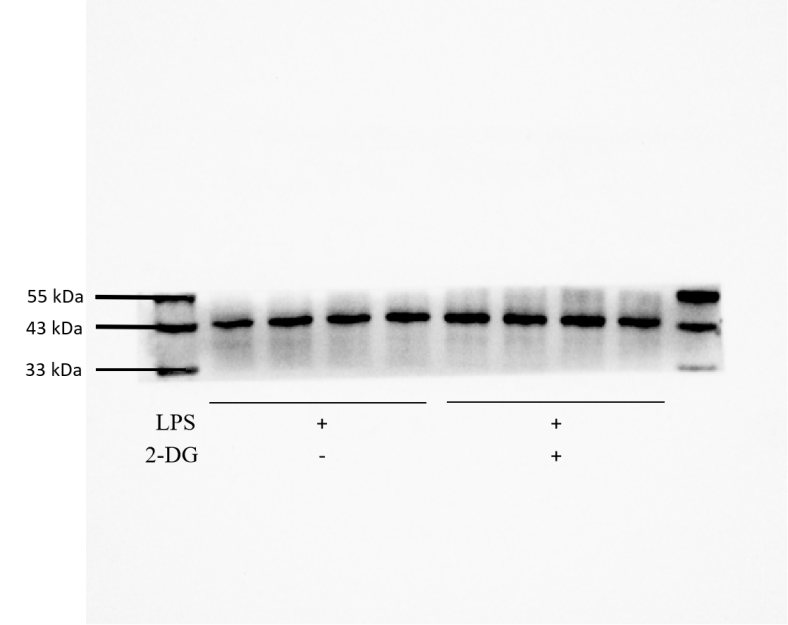 55 kDa
43 kDa
33 kDa
LPS + +
2-DG - +